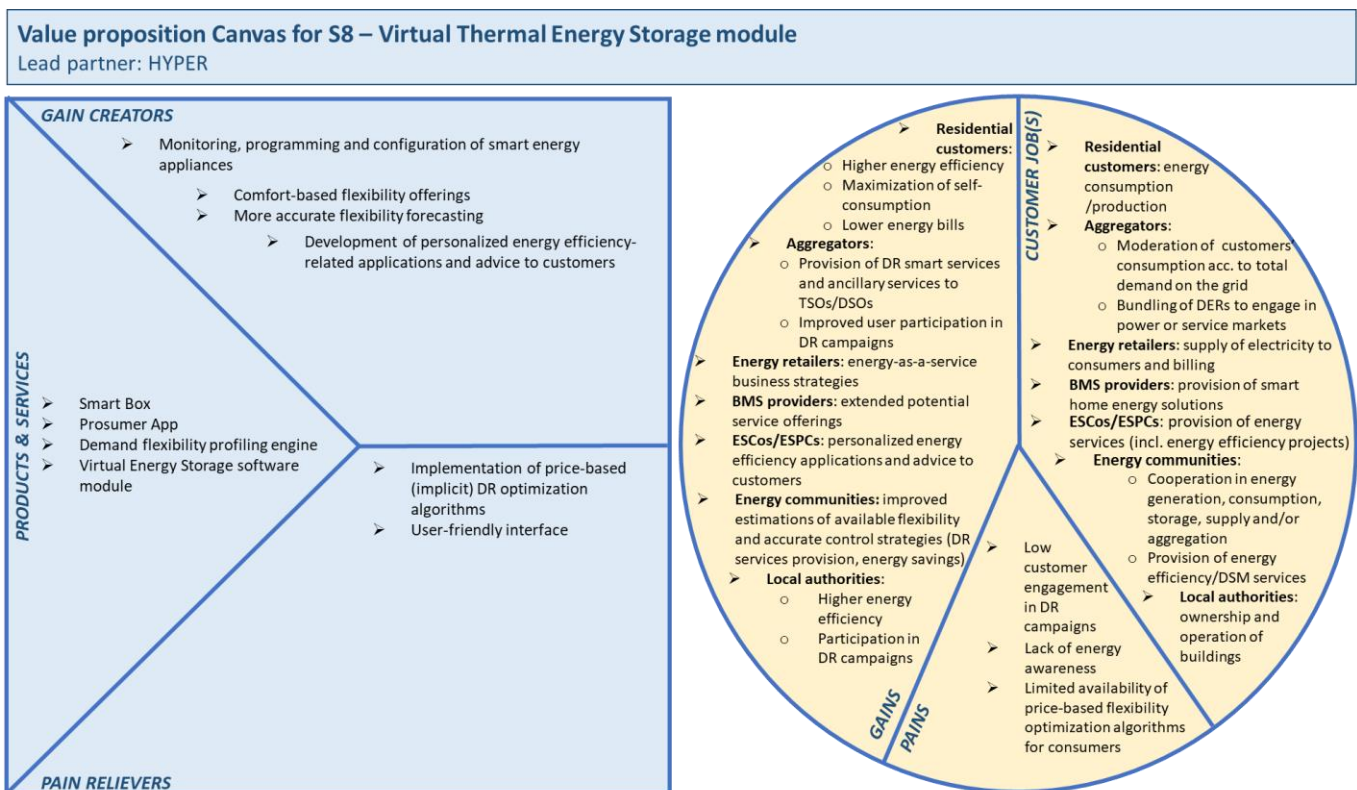 Value proposition Canvas for S8 – Virtual Thermal Energy Storage module
Lead partner: HYPER
GAIN CREATORS
➢ Monitoring, programming and configuration of smart energy
appliances
➢ Comfort-based flexibility offerings
➢ More accurate flexibility forecasting
➢ Development of personalized energy efficiency-
related applications and advice to customers
PRODUCTS & SERVICES
➢ Smart Box
➢ Prosumer App
➢ Demand flexibility profiling engine
➢ Virtual Energy Storage software
module
➢ Implementation of price-based
(implicit) DR optimization
algorithms
➢ User-friendly interface
PAIN RELIEVERS
➢ Residential
customers:
o Higher energy efficiency
o Maximization of self-
consumption
o Lower energy bills
➢ Aggregators:
o Provision of DR smart services
and ancillary services to
TSOs/DSOs
o Improved user participation in
DR campaigns
➢ Energy retailers: energy-as-a-service
business strategies
➢ BMS providers: extended potential
service offerings
➢ ESCos/ESPCs: personalized energy
efficiency applications and advice to
customers
➢ Energy communities: improved
estimations of available flexibility
and accurate control strategies (DR
services provision, energy savings)
➢ Local authorities:
o Higher energy
efficiency
o Participation in
DR campaigns
GAINS
CUSTOMER JOB(S)
➢ Residential
customers: energy
consumption
/production
➢ Aggregators:
o Moderation of customers'
consumption acc. to total
demand on the grid
o Bundling of DERs to engage in
power or service markets
➢ Energy retailers: supply of electricity to
consumers and billing
➢ BMS providers: provision of smart
home energy solutions
➢ ESCos/ESPCs: provision of energy
services (incl. energy efficiency projects)
➢ Energy communities:
o Cooperation in energy
generation, consumption,
storage, supply and/or
aggregation
o Provision of energy
efficiency/DSM services
➢ Local authorities:
ownership and
operation of
buildings
PAINS
➢ Low
customer
engagement
in DR
campaigns
➢ Lack of energy
awareness
➢ Limited availability of
price-based flexibility
optimization algorithms
for consumers